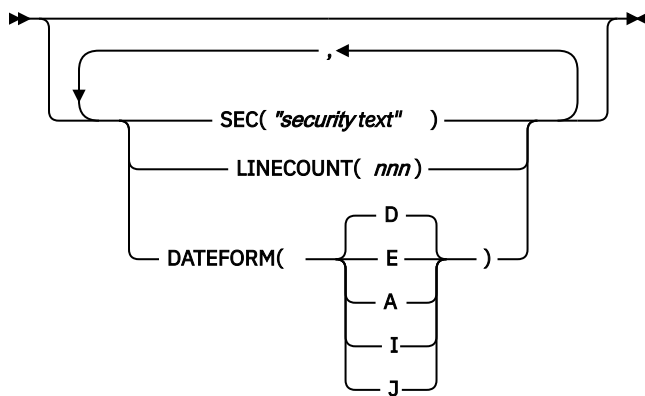 ,
SEC( "security text" )
LINECOUNT( nnn )
D
DATEFORM( E )
A
I
J